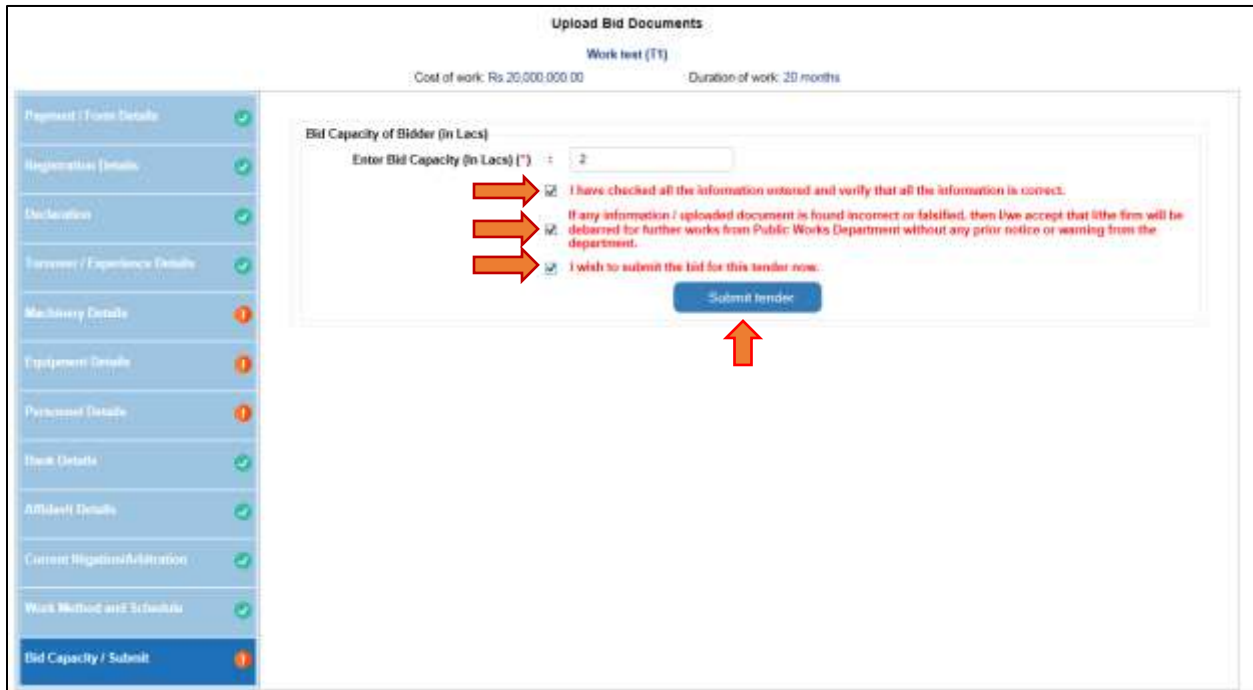 Upload Bid Documents
Work test (T1)
Cost of work: Rs 20,000,000.00 Duration of work: 20 months
Payment / Form Details
Registration Details
Declaration
Turnover / Experience Details
Machinery Details
Equipment Details
Personnel Details
Bank Details
Affidavit Details
Current litigation/Arbitration
Work Method and Schedule
Bid Capacity / Submit
Bid Capacity of Bidder (in Lacs)
Enter Bid Capacity (In Lacs) (*) : 2
I have checked all the information entered and verify that all the information is correct.
If any information / uploaded document is found incorrect or falsified, then I/we accept that I/the firm will be
debarred for further works from Public Works Department without any prior notice or warning from the
department.
I wish to submit the bid for this tender now.
Submit tender